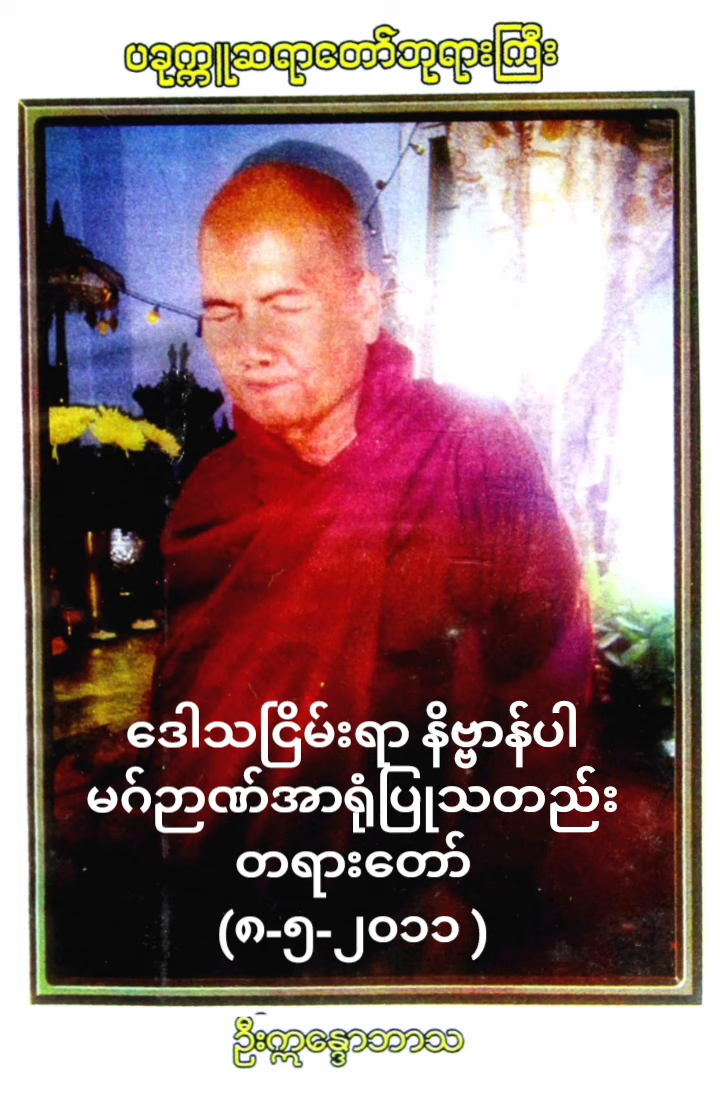 ပခုက္ကူဆရာတော်ဘုရားကြီး
ဒေါသငြိမ်းရာ နိဗ္ဗာန်ပါ
မဂ်ဉာဏ်အာရုံပြုသတည်း
တရားတော်
(၈-၅-၂၀၁၁ )
ဦးဣန္ဒောဘာသ